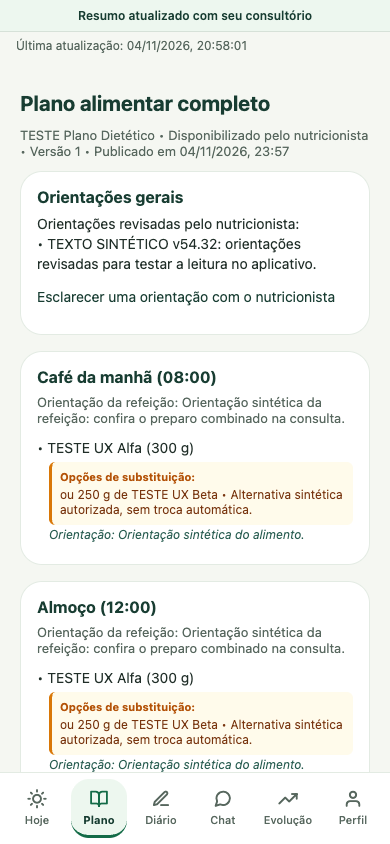 Resumo atualizado com seu consultório
Última atualização: 04/11/2026, 20:58:01
Plano alimentar completo
TESTE Plano Dietético • Disponibilizado pelo nutricionista
• Versão 1 • Publicado em 04/11/2026, 23:57
Orientações gerais
Orientações revisadas pelo nutricionista:
• TEXTO SINTÉTICO v54.32: orientações
revisadas para testar a leitura no aplicativo.
Esclarecer uma orientação com o nutricionista
Café da manhã (08:00)
Orientação da refeição: Orientação sintética da
refeição: confira o preparo combinado na consulta.
• TESTE UX Alfa (300 g)
Opções de substituição:
ou 250 g de TESTE UX Beta • Alternativa sintética
autorizada, sem troca automática.
Orientação: Orientação sintética do alimento.
Almoço (12:00)
Orientação da refeição: Orientação sintética da
refeição: confira o preparo combinado na consulta.
• TESTE UX Alfa (300 g)
Opções de substituição:
ou 250 g de TESTE UX Beta • Alternativa sintética
autorizada, sem troca automática.
Orientação: Orientação sintética do alimento.
Hoje
Plano
Diário
Chat
Evolução
Perfil